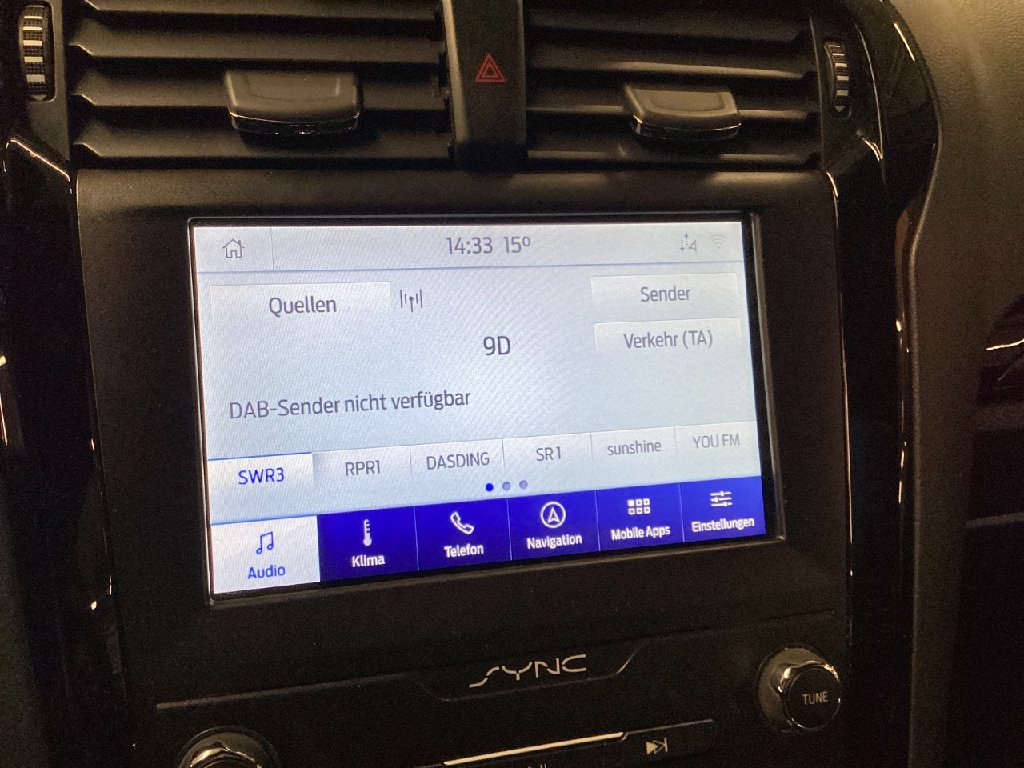 14:33 15°
Quellen
Sender
9D
Verkehr (TA)
DAB-Sender nicht verfügbar
SWR3 RPR1 DASDING SR1 sunshine YOU FM
Audio Klima Telefon Navigation Mobile Apps Einstellungen
SYNC
TUNE